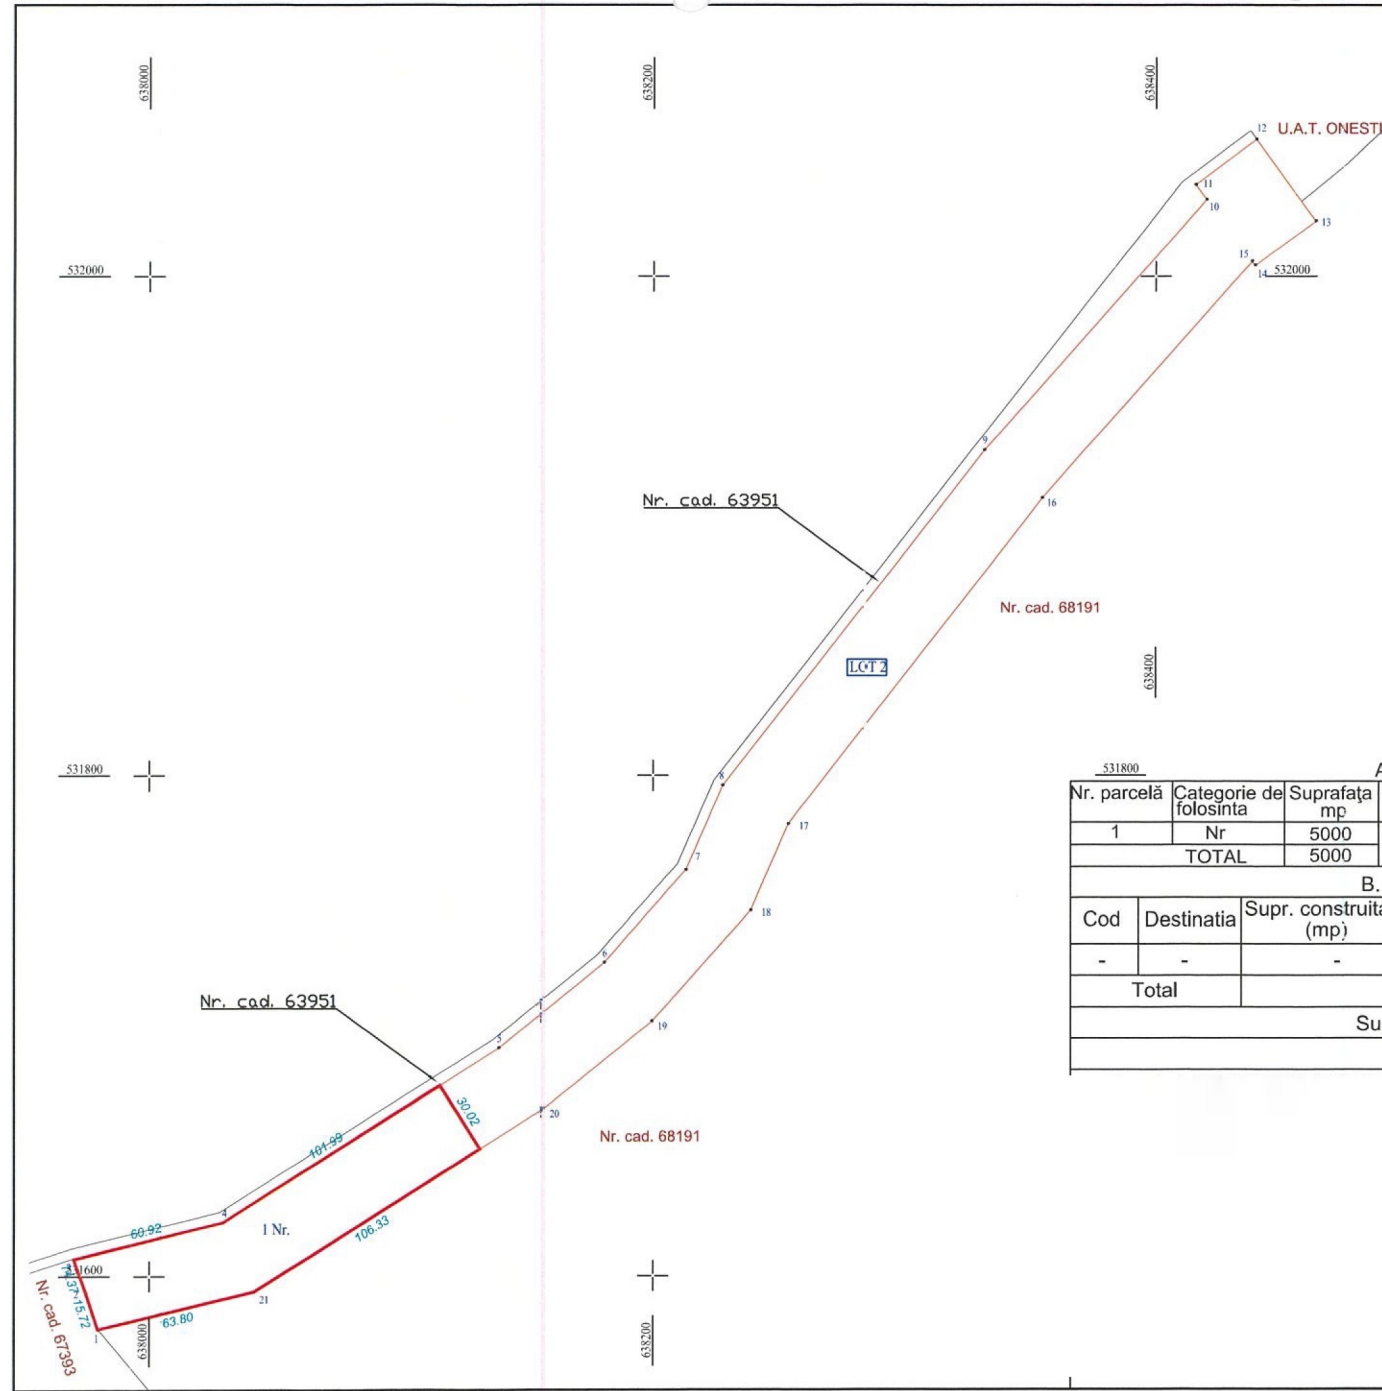 638000
638200
638400
12
U.A.T. ONESTI
11
10
13
15
14
532000
532000
9
Nr. cad. 63951
16
Nr. cad. 68191
LOT 2
638400
531800
8
531800
A
Nr. parcelă
Categorie de
folosinta
Suprafaţa
mp
17
1
Nr
5000
7
TOTAL
5000
B.
18
Cod
Destinatia
Supr. construita
(mp)
6
-
-
-
Nr. cad. 63951
Total
19
Su
5
30.02
20
101.99
Nr. cad. 68191
4
60.92
1 Nr.
106.33
531600
15.72
21
63.80
1
Nr. cad. 67393
638000
638200